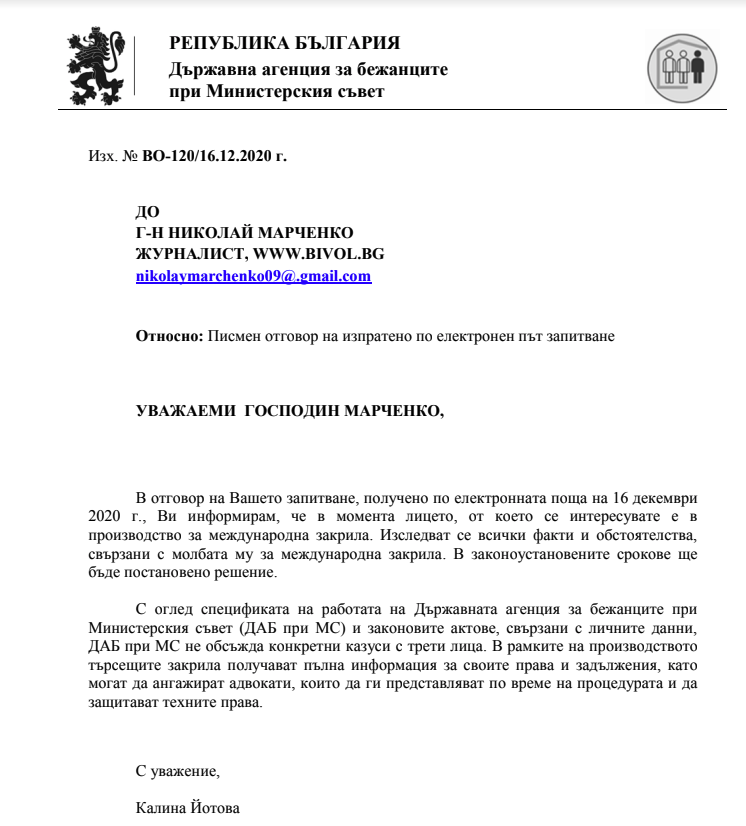 РЕПУБЛИКА БЪЛГАРИЯ
Държавна агенция за бежанците
при Министерския съвет
Изх. № ВО-120/16.12.2020 г.
ДО
Г-Н НИКОЛАЙ МАРЧЕНКО
ЖУРНАЛИСТ, WWW.BIVOL.BG
nikolaymarchenko09@.gmail.com
Относно: Писмен отговор на изпратено по електронен път запитване
УВАЖАЕМИ ГОСПОДИН МАРЧЕНКО,
В отговор на Вашето запитване, получено по електронната поща на 16 декември
2020 г., Ви информирам, че в момента лицето, от което се интересувате е в
производство за международна закрила. Изследват се всички факти и обстоятелства,
свързани с молбата му за международна закрила. В законоустановените срокове ще
бъде постановено решение.
С оглед спецификата на работата на Държавната агенция за бежанците при
Министерския съвет (ДАБ при МС) и законовите актове, свързани с личните данни,
ДАБ при МС не обсъжда конкретни казуси с трети лица. В рамките на производството
търсещите закрила получават пълна информация за своите права и задължения, като
могат да ангажират адвокати, които да ги представляват по време на процедурата и да
защитават техните права.
С уважение,
Калина Йотова